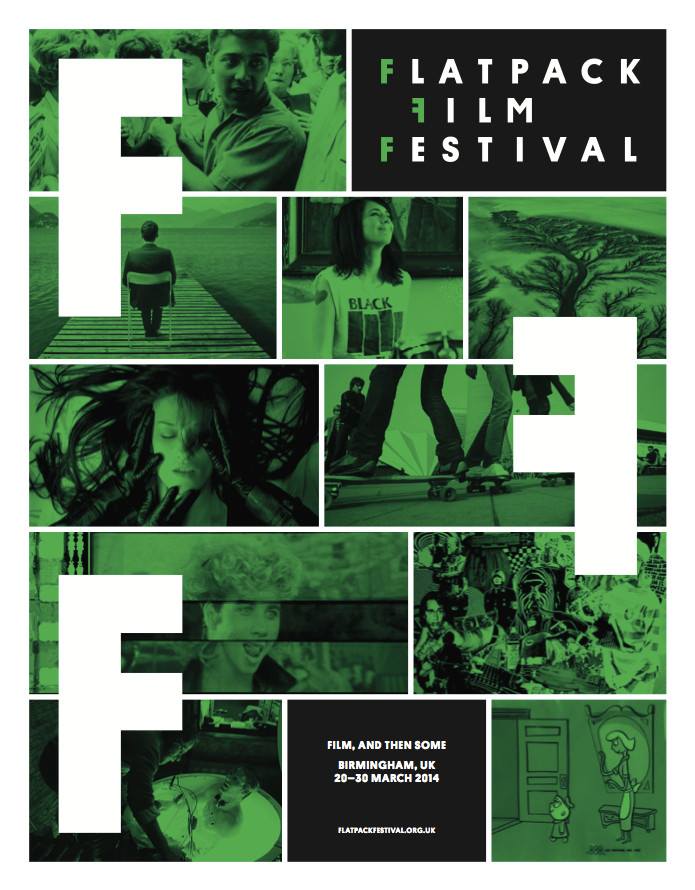 FLATPACK
FILM
FESTIVAL
BLACK
FILM, AND THEN SOME
BIRMINGHAM, UK
20–30 MARCH 2014
FLATPACKFESTIVAL.ORG.UK
F
F
F